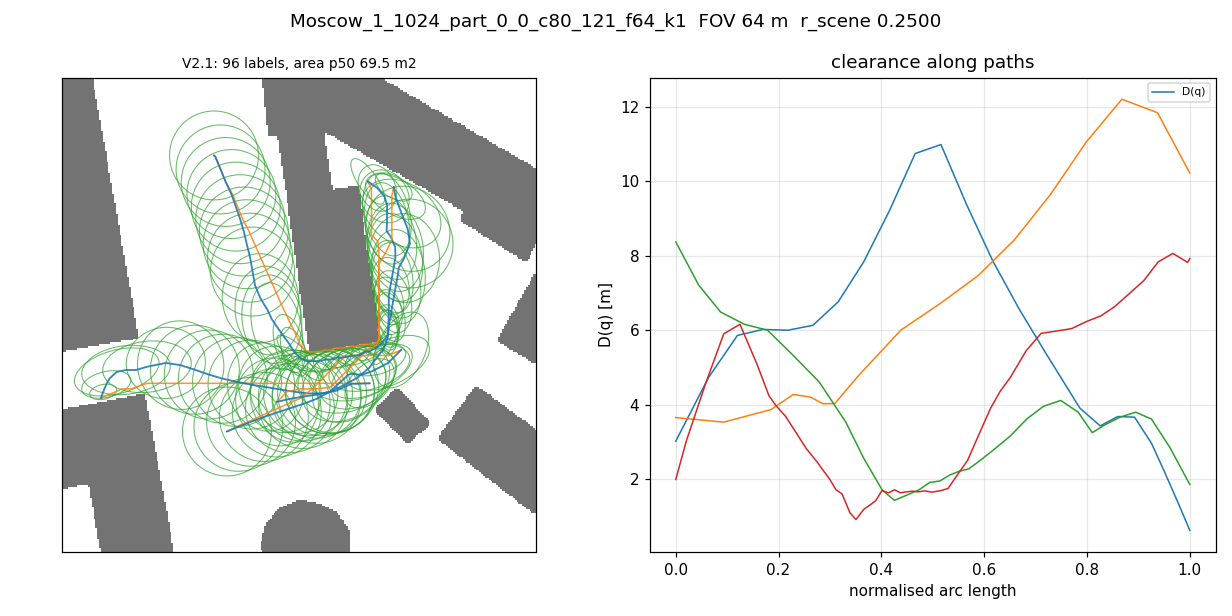 Moscow_1_1024_part_0_0_c80_121_f64_k1  FOV 64 m  r_scene 0.2500
V2.1: 96 labels, area p50 69.5 m2
clearance along paths
D(q)
12
10
8
6
4
2
D(q) [m]
0.0 0.2 0.4 0.6 0.8 1.0
normalised arc length